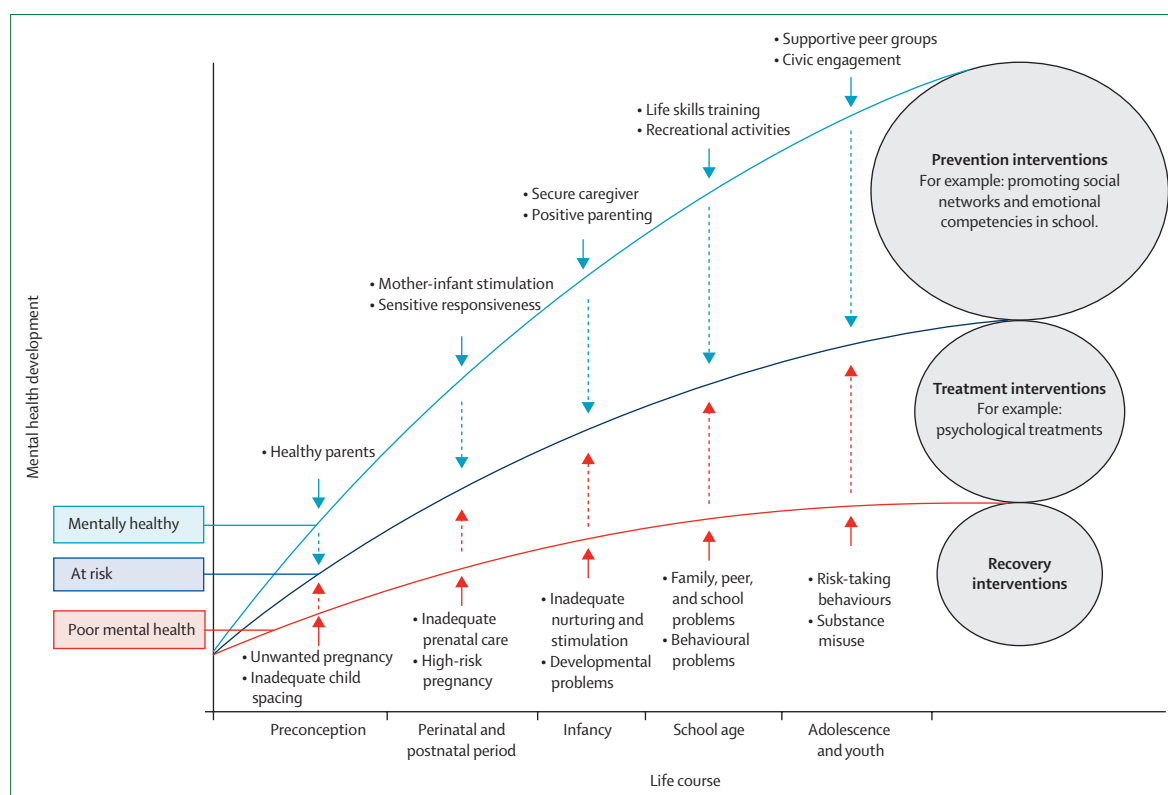 • Supportive peer groups
• Civic engagement
• Life skills training
• Recreational activities
• Secure caregiver
• Positive parenting
• Mother-infant stimulation
• Sensitive responsiveness
• Healthy parents
Prevention interventions
For example: promoting social
networks and emotional
competencies in school.
Treatment interventions
For example:
psychological treatments
Recovery
interventions
Mental health development
Mentally healthy
At risk
Poor mental health
• Unwanted pregnancy
• Inadequate child
spacing
• Inadequate
prenatal care
• High-risk
pregnancy
• Inadequate
nurturing and
stimulation
• Developmental
problems
• Family, peer,
and school
problems
• Behavioural
problems
• Risk-taking
behaviours
• Substance
misuse
Preconception
Perinatal and
postnatal period
Infancy
School age
Adolescence
and youth
Life course